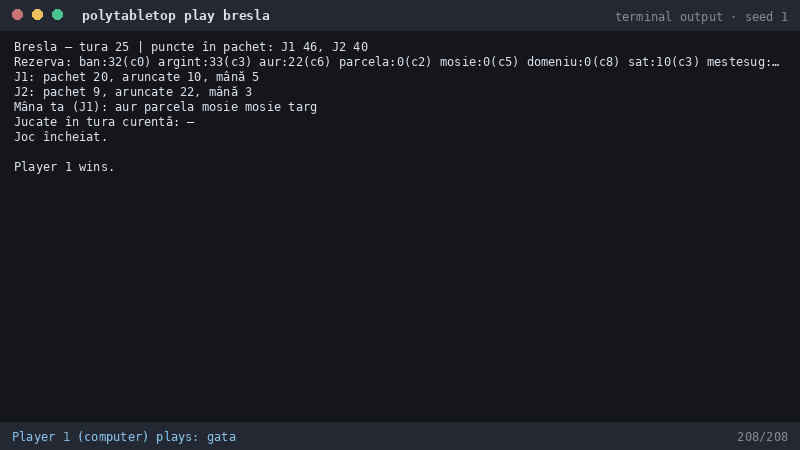 polytabletop play bresla
terminal output · seed 1
Bresla — tura 25 | puncte în pachet: J1 46, J2 40
Rezerva: ban:32(c0) argint:33(c3) aur:22(c6) parcela:0(c2) mosie:0(c5) domeniu:0(c8) sat:10(c3) mestesug:…
J1: pachet 20, aruncate 10, mână 5
J2: pachet 9, aruncate 22, mână 3
Mâna ta (J1): aur parcela mosie mosie targ
Jucate în tura curentă: —
Joc încheiat.
Player 1 wins.
Player 1 (computer) plays: gata
208/208